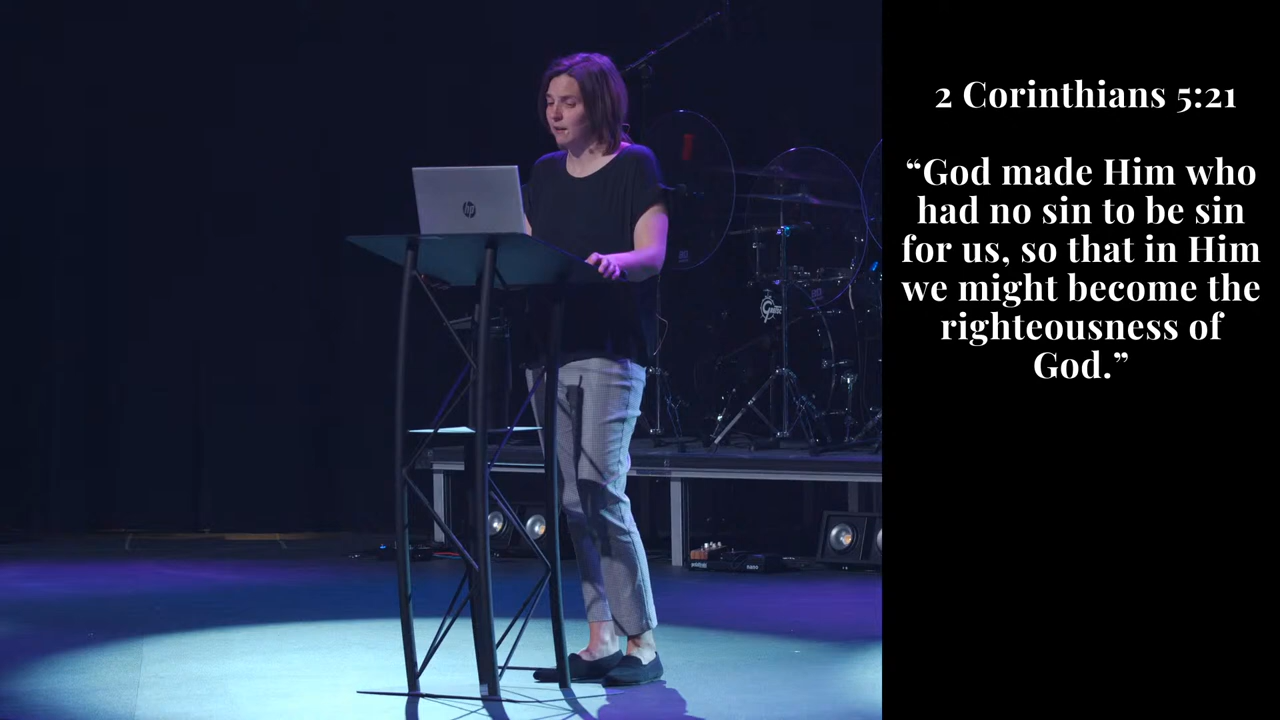 2 Corinthians 5:21
“God made Him who
had no sin to be sin
for us, so that in Him
we might become the
righteousness of
God.”
hp